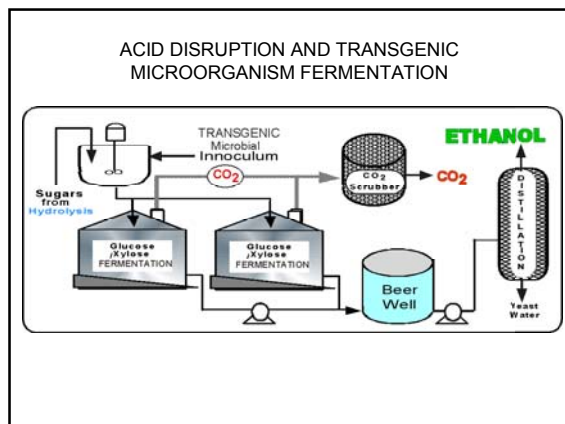 ACID DISRUPTION AND TRANSGENIC
MICROORGANISM FERMENTATION
TRANSGENIC
Microbial
Innoculum
Sugars
from
Hydrolysis
CO2
CO2
Scrubber
CO2
ETHANOL
DISTILLATION
Glucose
/Xylose
FERMENTATION
Glucose
/Xylose
FERMENTATION
Beer
Well
Yeast
Water